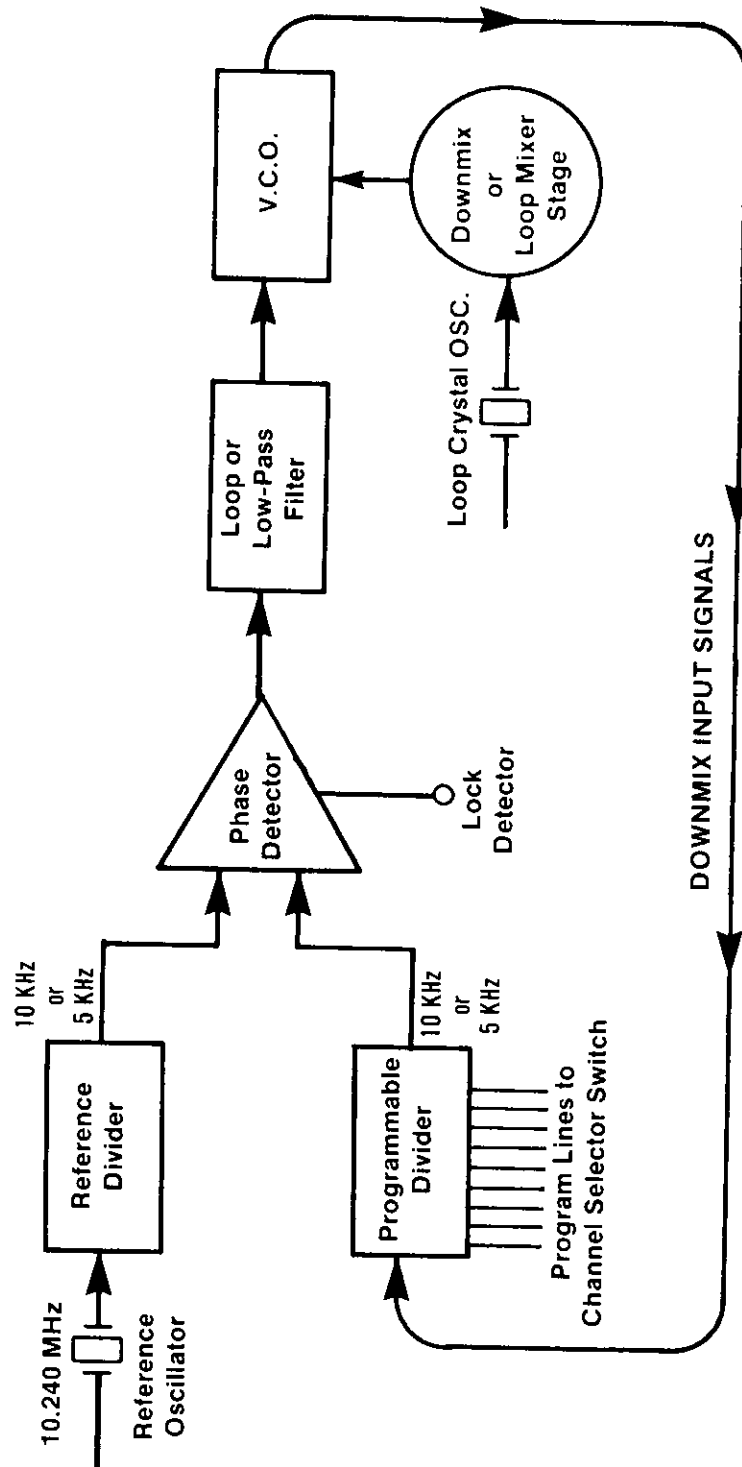 10.240 MHz
Reference
Oscillator
Reference
Divider
10 KHz
or
5 KHz
Programmable
Divider
10 KHz
or
5 KHz
Program Lines to
Channel Selector Switch
Phase
Detector
Lock
Detector
Loop or
Low-Pass
Filter
V.C.O.
Loop Crystal OSC.
Downmix
or
Loop Mixer
Stage
DOWNMIX INPUT SIGNALS